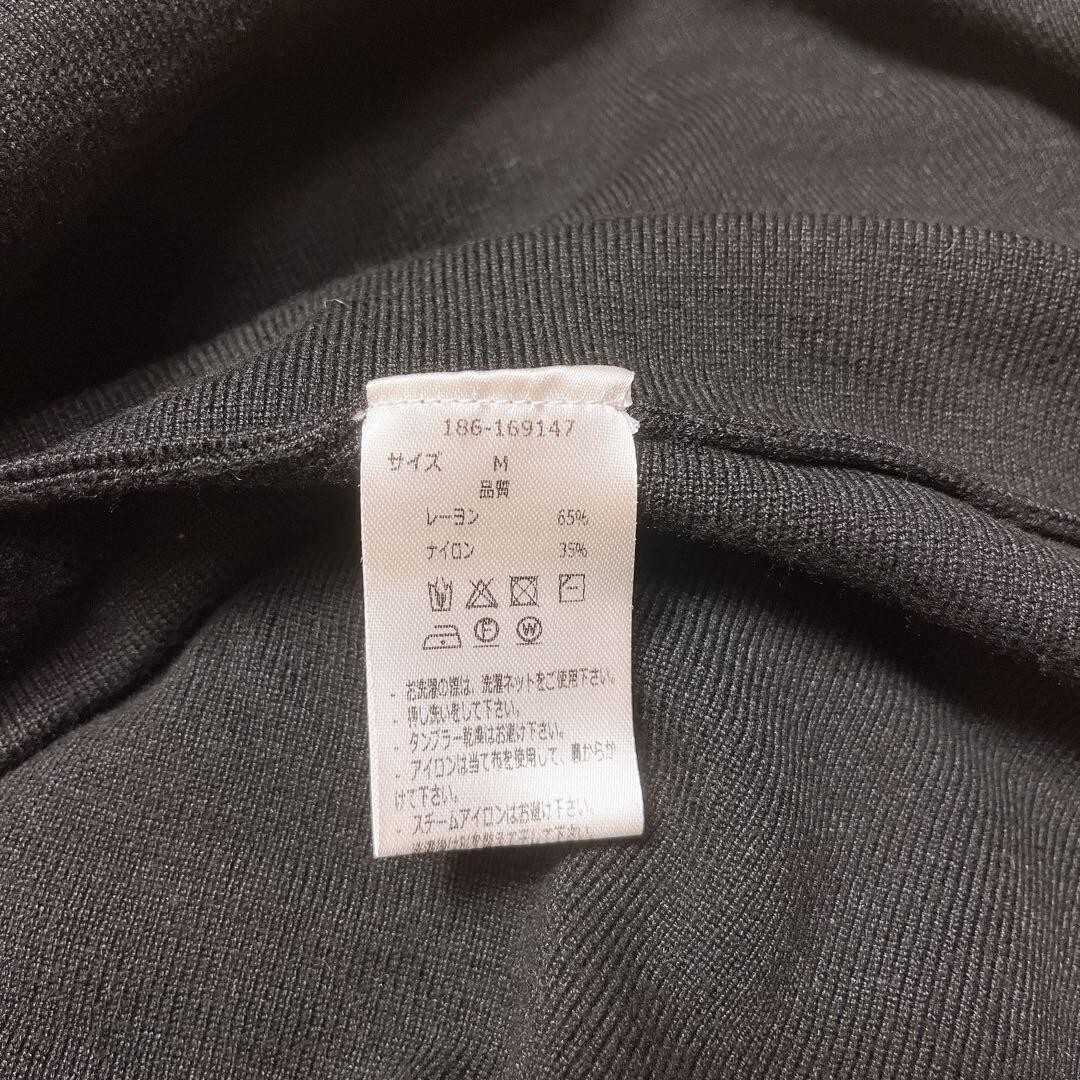 186-169147
サイズ M
品質
レーヨン 65%
ナイロン 35%
F W
・お洗濯の際は、洗濯ネットをご使用下さい。
・押し洗いをして下さい。
・タンブラー乾燥はお避け下さい。
・アイロンは当て布を使用して、裏からか
けて下さい。
・スチームアイロンはお避け下さい。